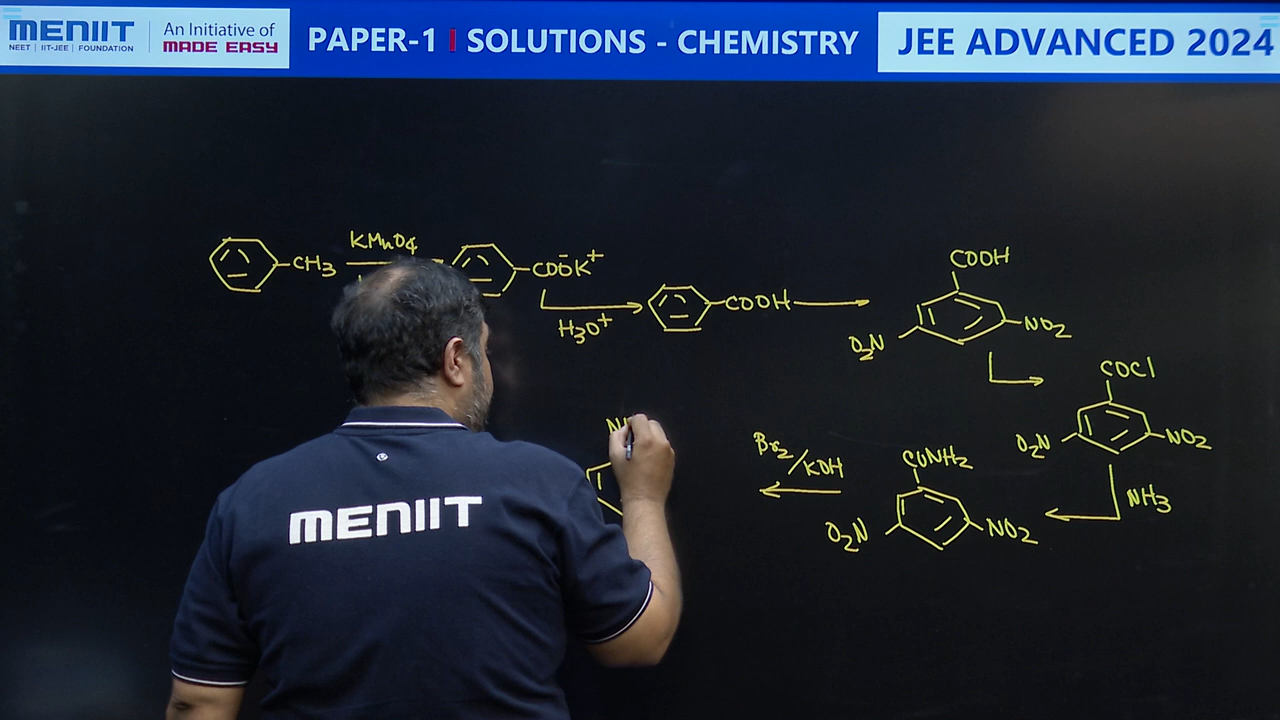 MENIIT
NEET | IIT-JEE | FOUNDATION
An Initiative of
MADE EASY
PAPER-1 | SOLUTIONS - CHEMISTRY
JEE ADVANCED 2024
CH3
KMnO4
COO⁻K⁺
H3O⁺
COOH
COOH
O2N
NO2
COCl
O2N
NO2
NH3
CONH2
O2N
NO2
Br2/KOH
MENIIT